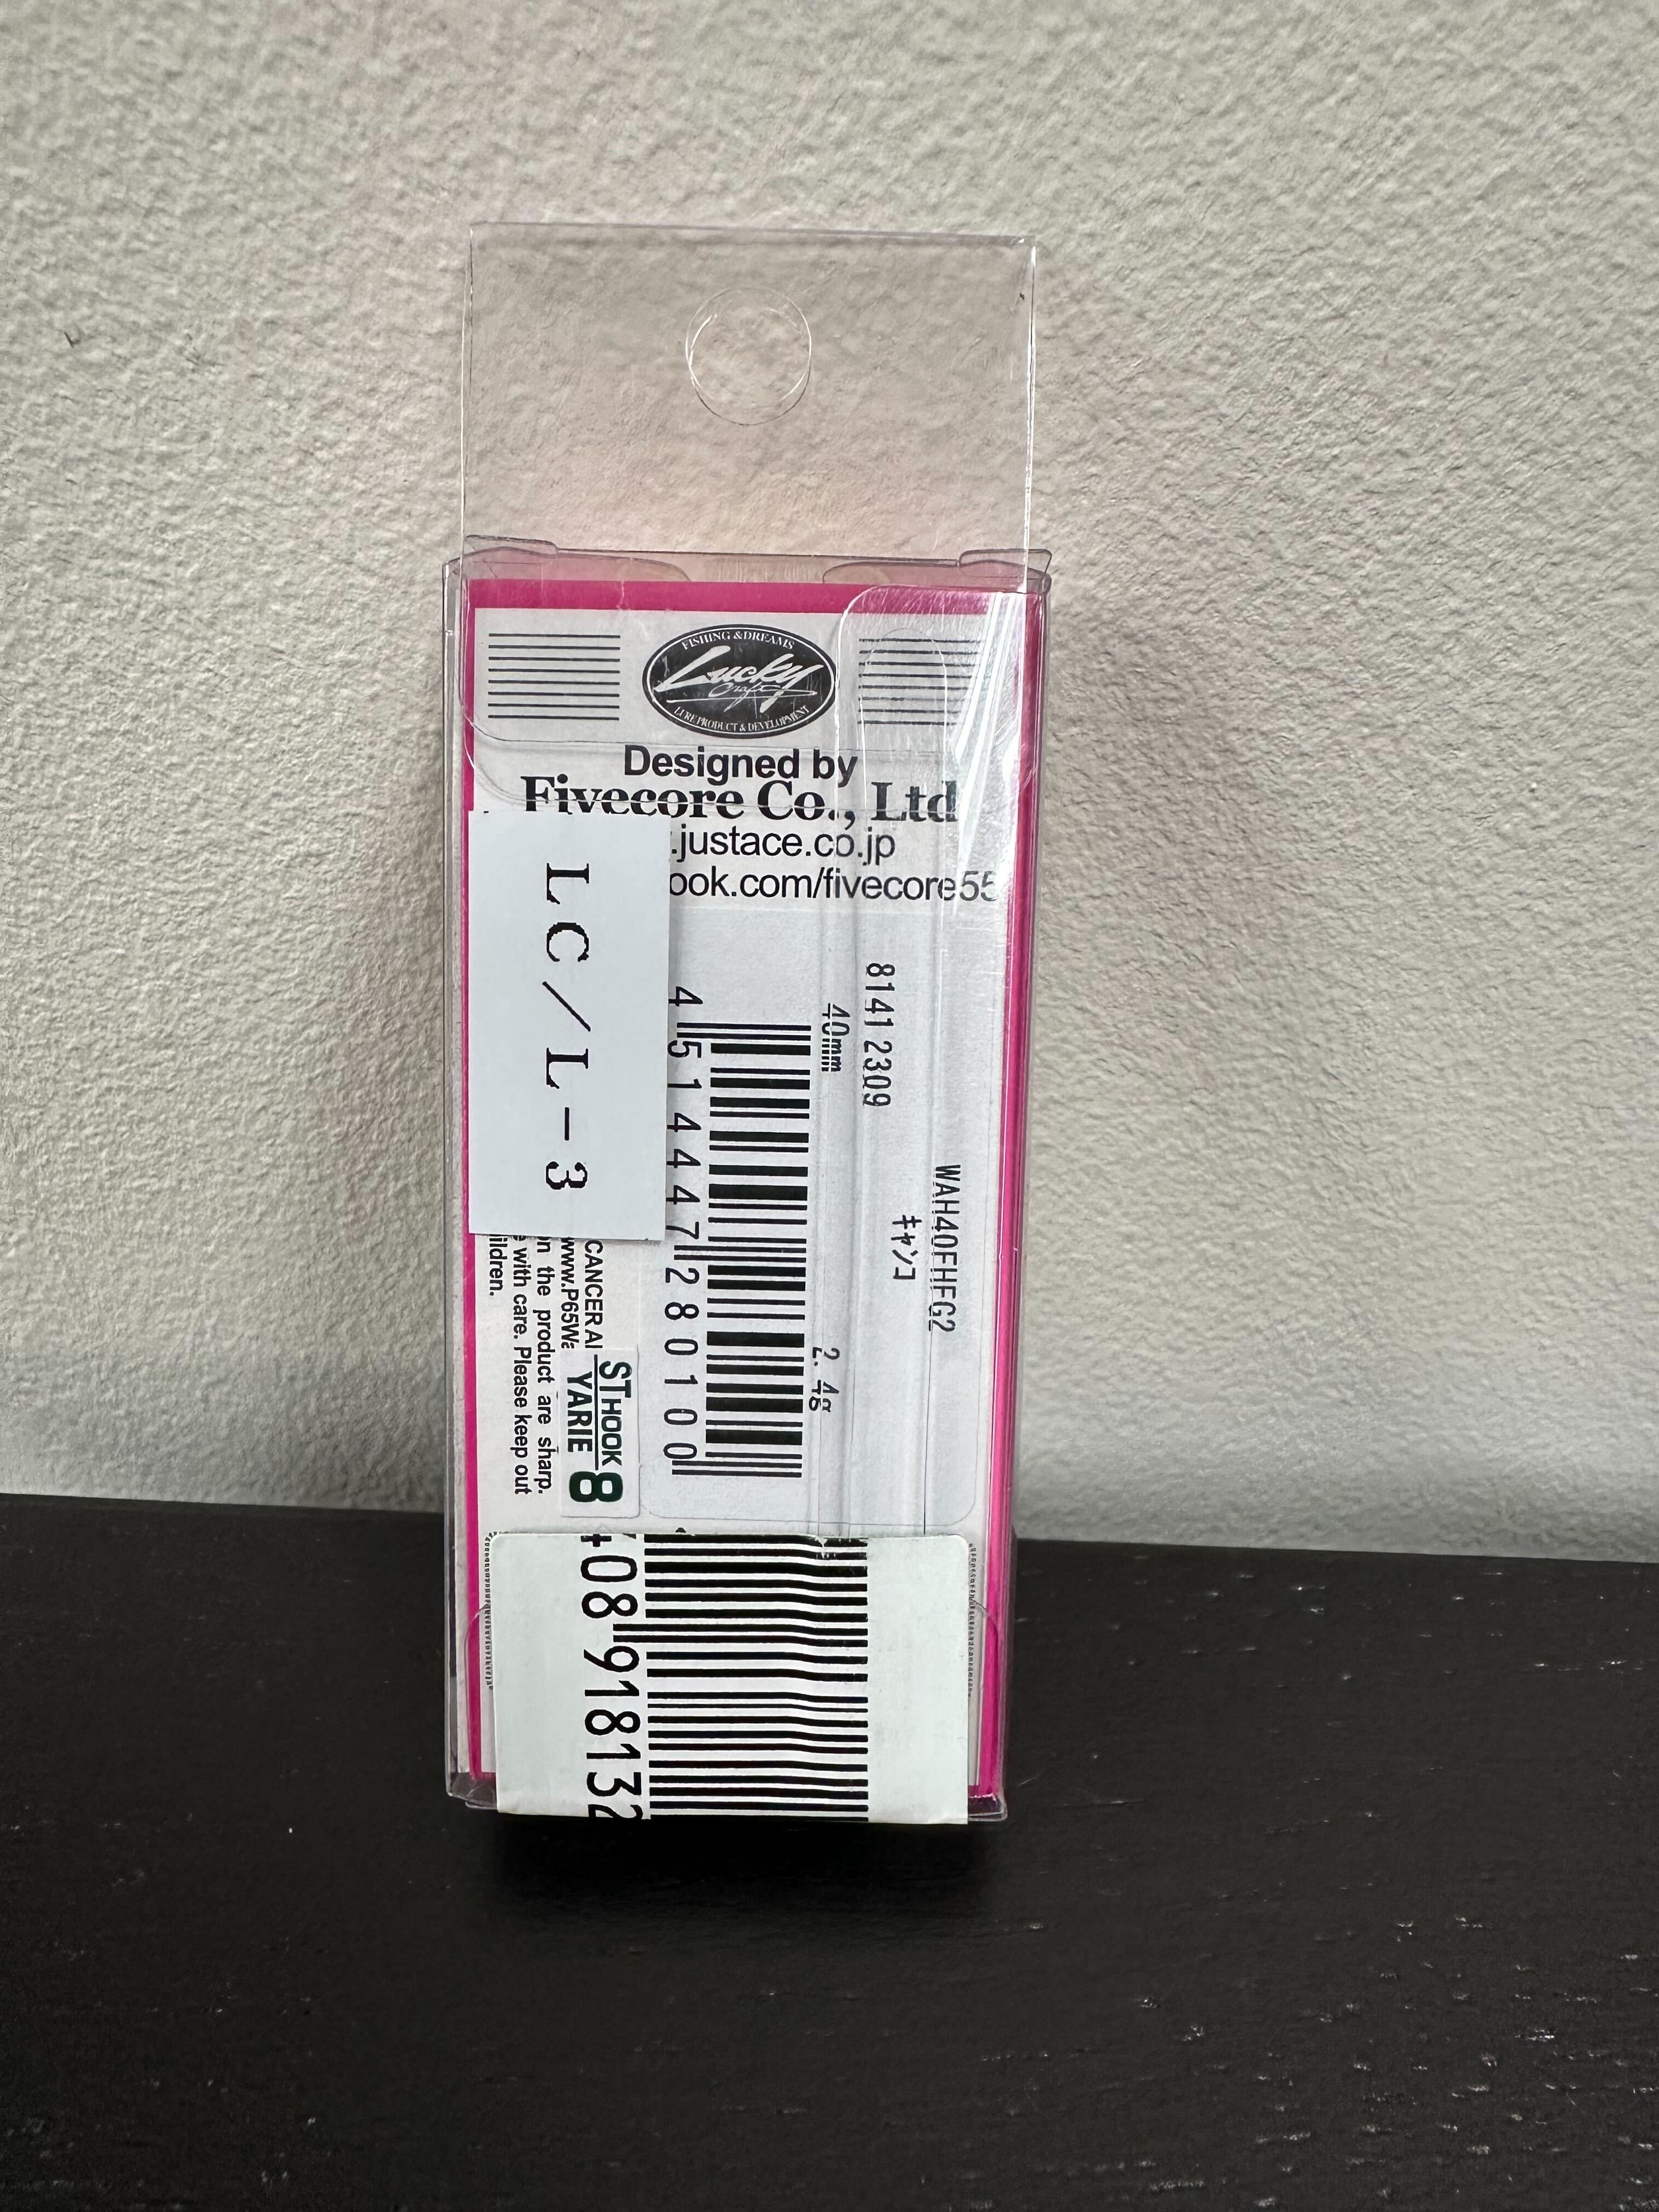 FISHING & DREAMS
Lucky
Craft
LURE PRODUCT & DEVELOPMENT
Designed by
Fivecore Co., Ltd
.justace.co.jp
ook.com/fivecore55
LC/L-3
WAH40FHFG2
ｷｬﾝｺ
8141 2309
40mm 2.4g
4 514447 280100
CANCER
www.P65Wa
n the product are sharp.
with care. Please keep out
ildren.
ST HOOK
YARIE 8
408 918132